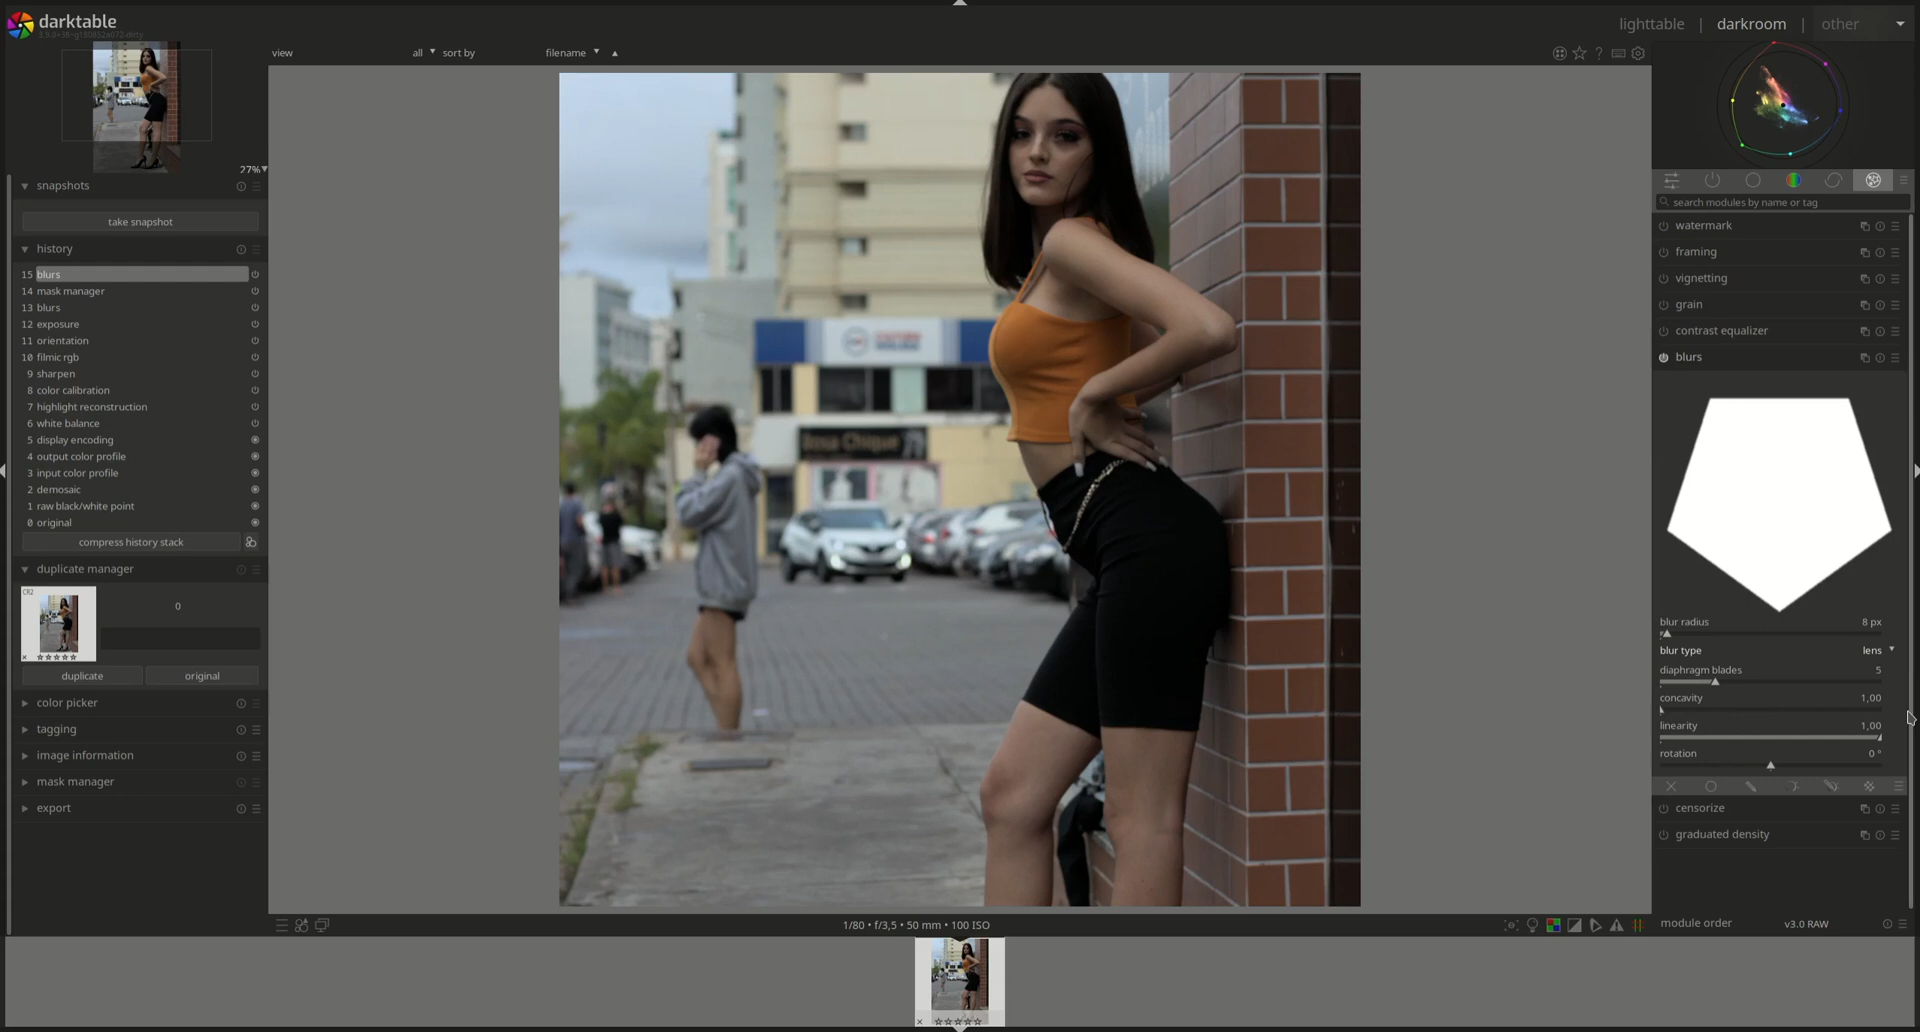 darktable
lighttable | darkroom | other
view all sort by filename
27%
snapshots
take snapshot
history
15 blurs
14 mask manager
13 blurs
12 exposure
11 orientation
10 filmic rgb
9 sharpen
8 color calibration
7 highlight reconstruction
6 white balance
5 display encoding
4 output color profile
3 input color profile
2 demosaic
1 raw black/white point
0 original
compress history stack
duplicate manager
CR2
0
duplicate original
color picker
tagging
image information
mask manager
export
Rosa Chique
1/80 • f/3,5 • 50 mm • 100 ISO
search modules by name or tag
watermark
framing
vignetting
grain
contrast equalizer
blurs
blur radius 8 px
blur type lens
diaphragm blades 5
concavity 1,00
linearity 1,00
rotation 0 °
censorize
graduated density
module order v3.0 RAW